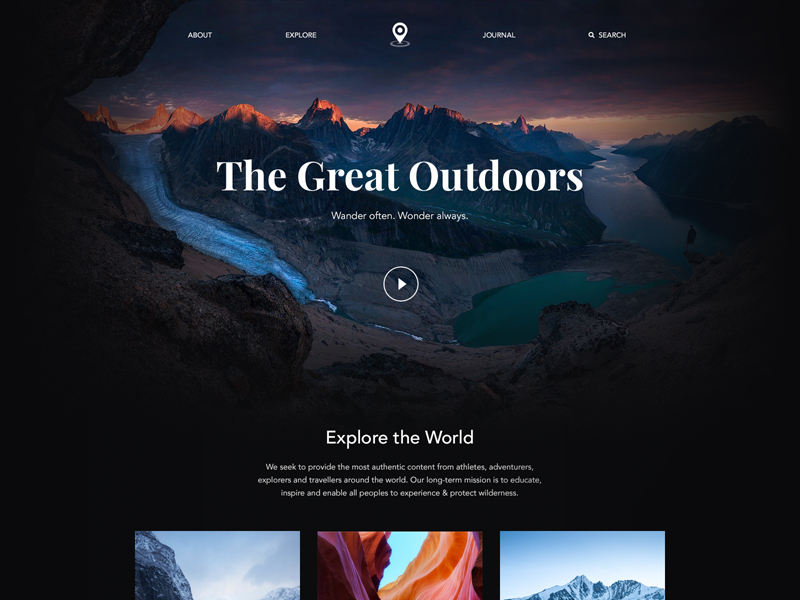 ABOUT
EXPLORE
JOURNAL
SEARCH
The Great Outdoors
Wander often. Wonder always.
Explore the World
We seek to provide the most authentic content from athletes, adventurers,
explorers and travellers around the world. Our long-term mission is to educate,
inspire and enable all peoples to experience & protect wilderness.